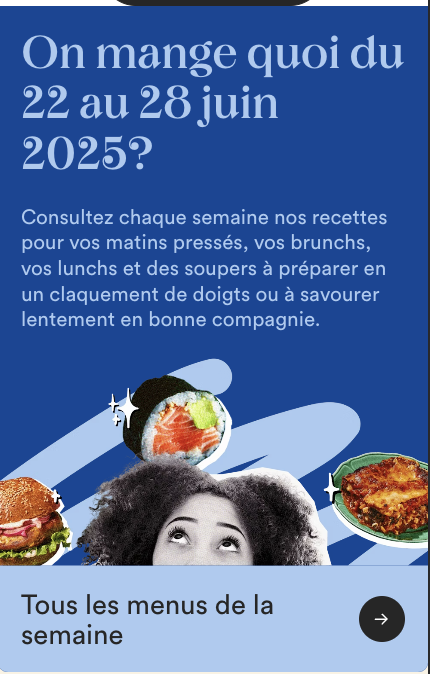 On mange quoi du
22 au 28 juin
2025?
Consultez chaque semaine nos recettes
pour vos matins pressés, vos brunchs,
vos lunchs et des soupers à préparer en
un claquement de doigts ou à savourer
lentement en bonne compagnie.
Tous les menus de la
semaine